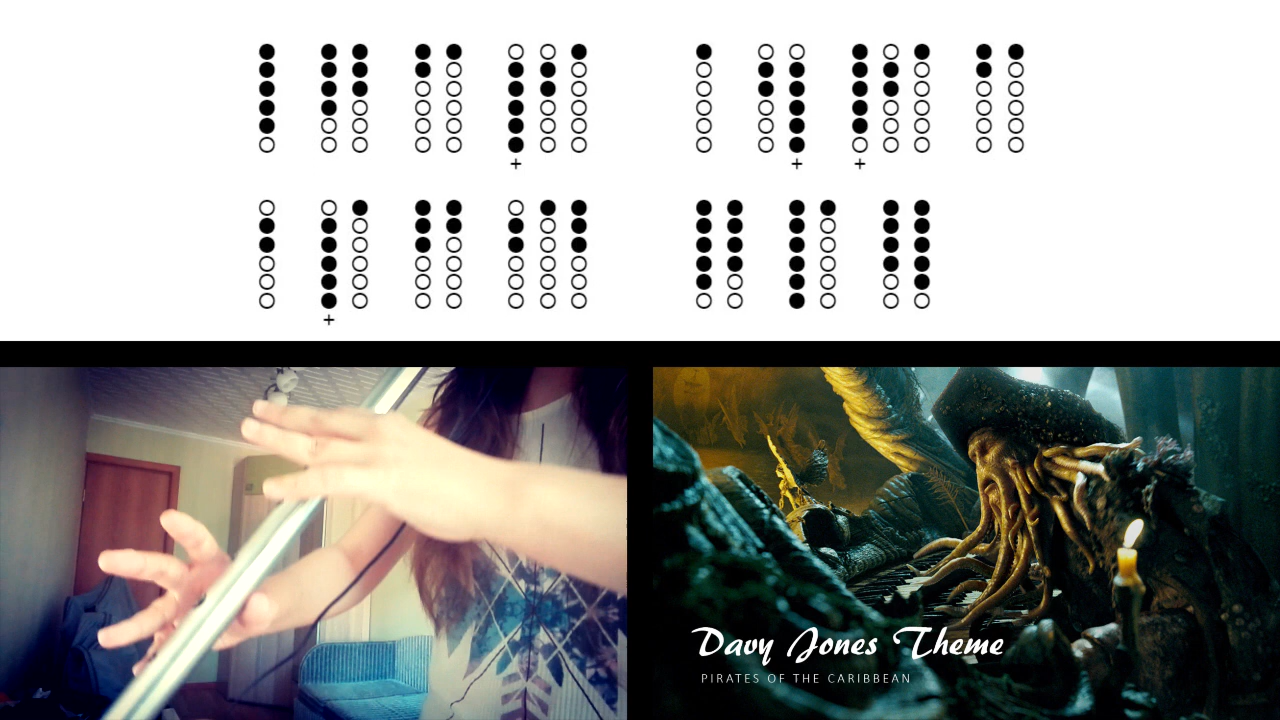 +
+ +
+
Davy Jones Theme
PIRATES OF THE CARIBBEAN